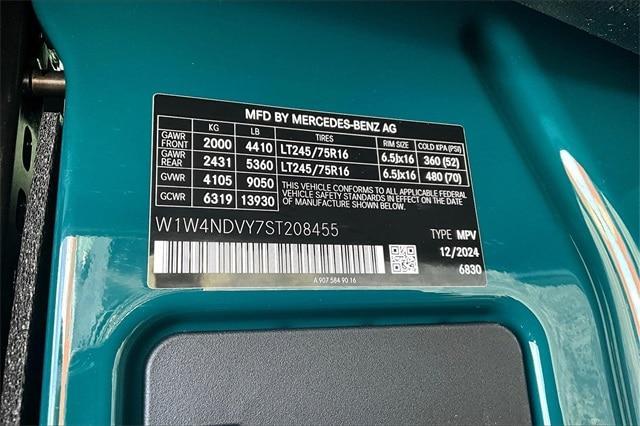 MFD BY MERCEDES-BENZ AG
KG LB TIRES RIM SIZE COLD KPA (PSI)
GAWR FRONT 2000 4410 LT245/75R16 6.5Jx16 360 (52)
GAWR REAR 2431 5360 LT245/75R16 6.5Jx16 480 (70)
GVWR 4105 9050 THIS VEHICLE CONFORMS TO ALL APPLICABLE FEDERAL
VEHICLE SAFETY STANDARDS IN EFFECT ON THE DATE
GCWR 6319 13930 OF MANUFACTURE SHOWN.
W1W4NDVY7ST208455 TYPE MPV
12/2024
6830
A 907 584 90 16